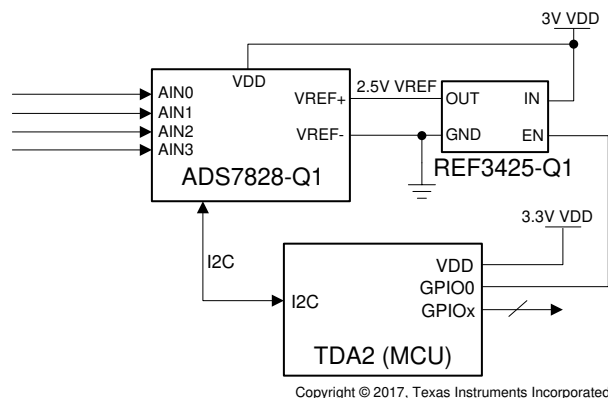 3V VDD
VDD
2.5V VREF
AIN0
AIN1
AIN2
AIN3
VREF+
VREF-
ADS7828-Q1
OUT
IN
GND
EN
REF3425-Q1
I2C
3.3V VDD
I2C
VDD
GPIO0
GPIOx
TDA2 (MCU)
Copyright © 2017, Texas Instruments Incorporated